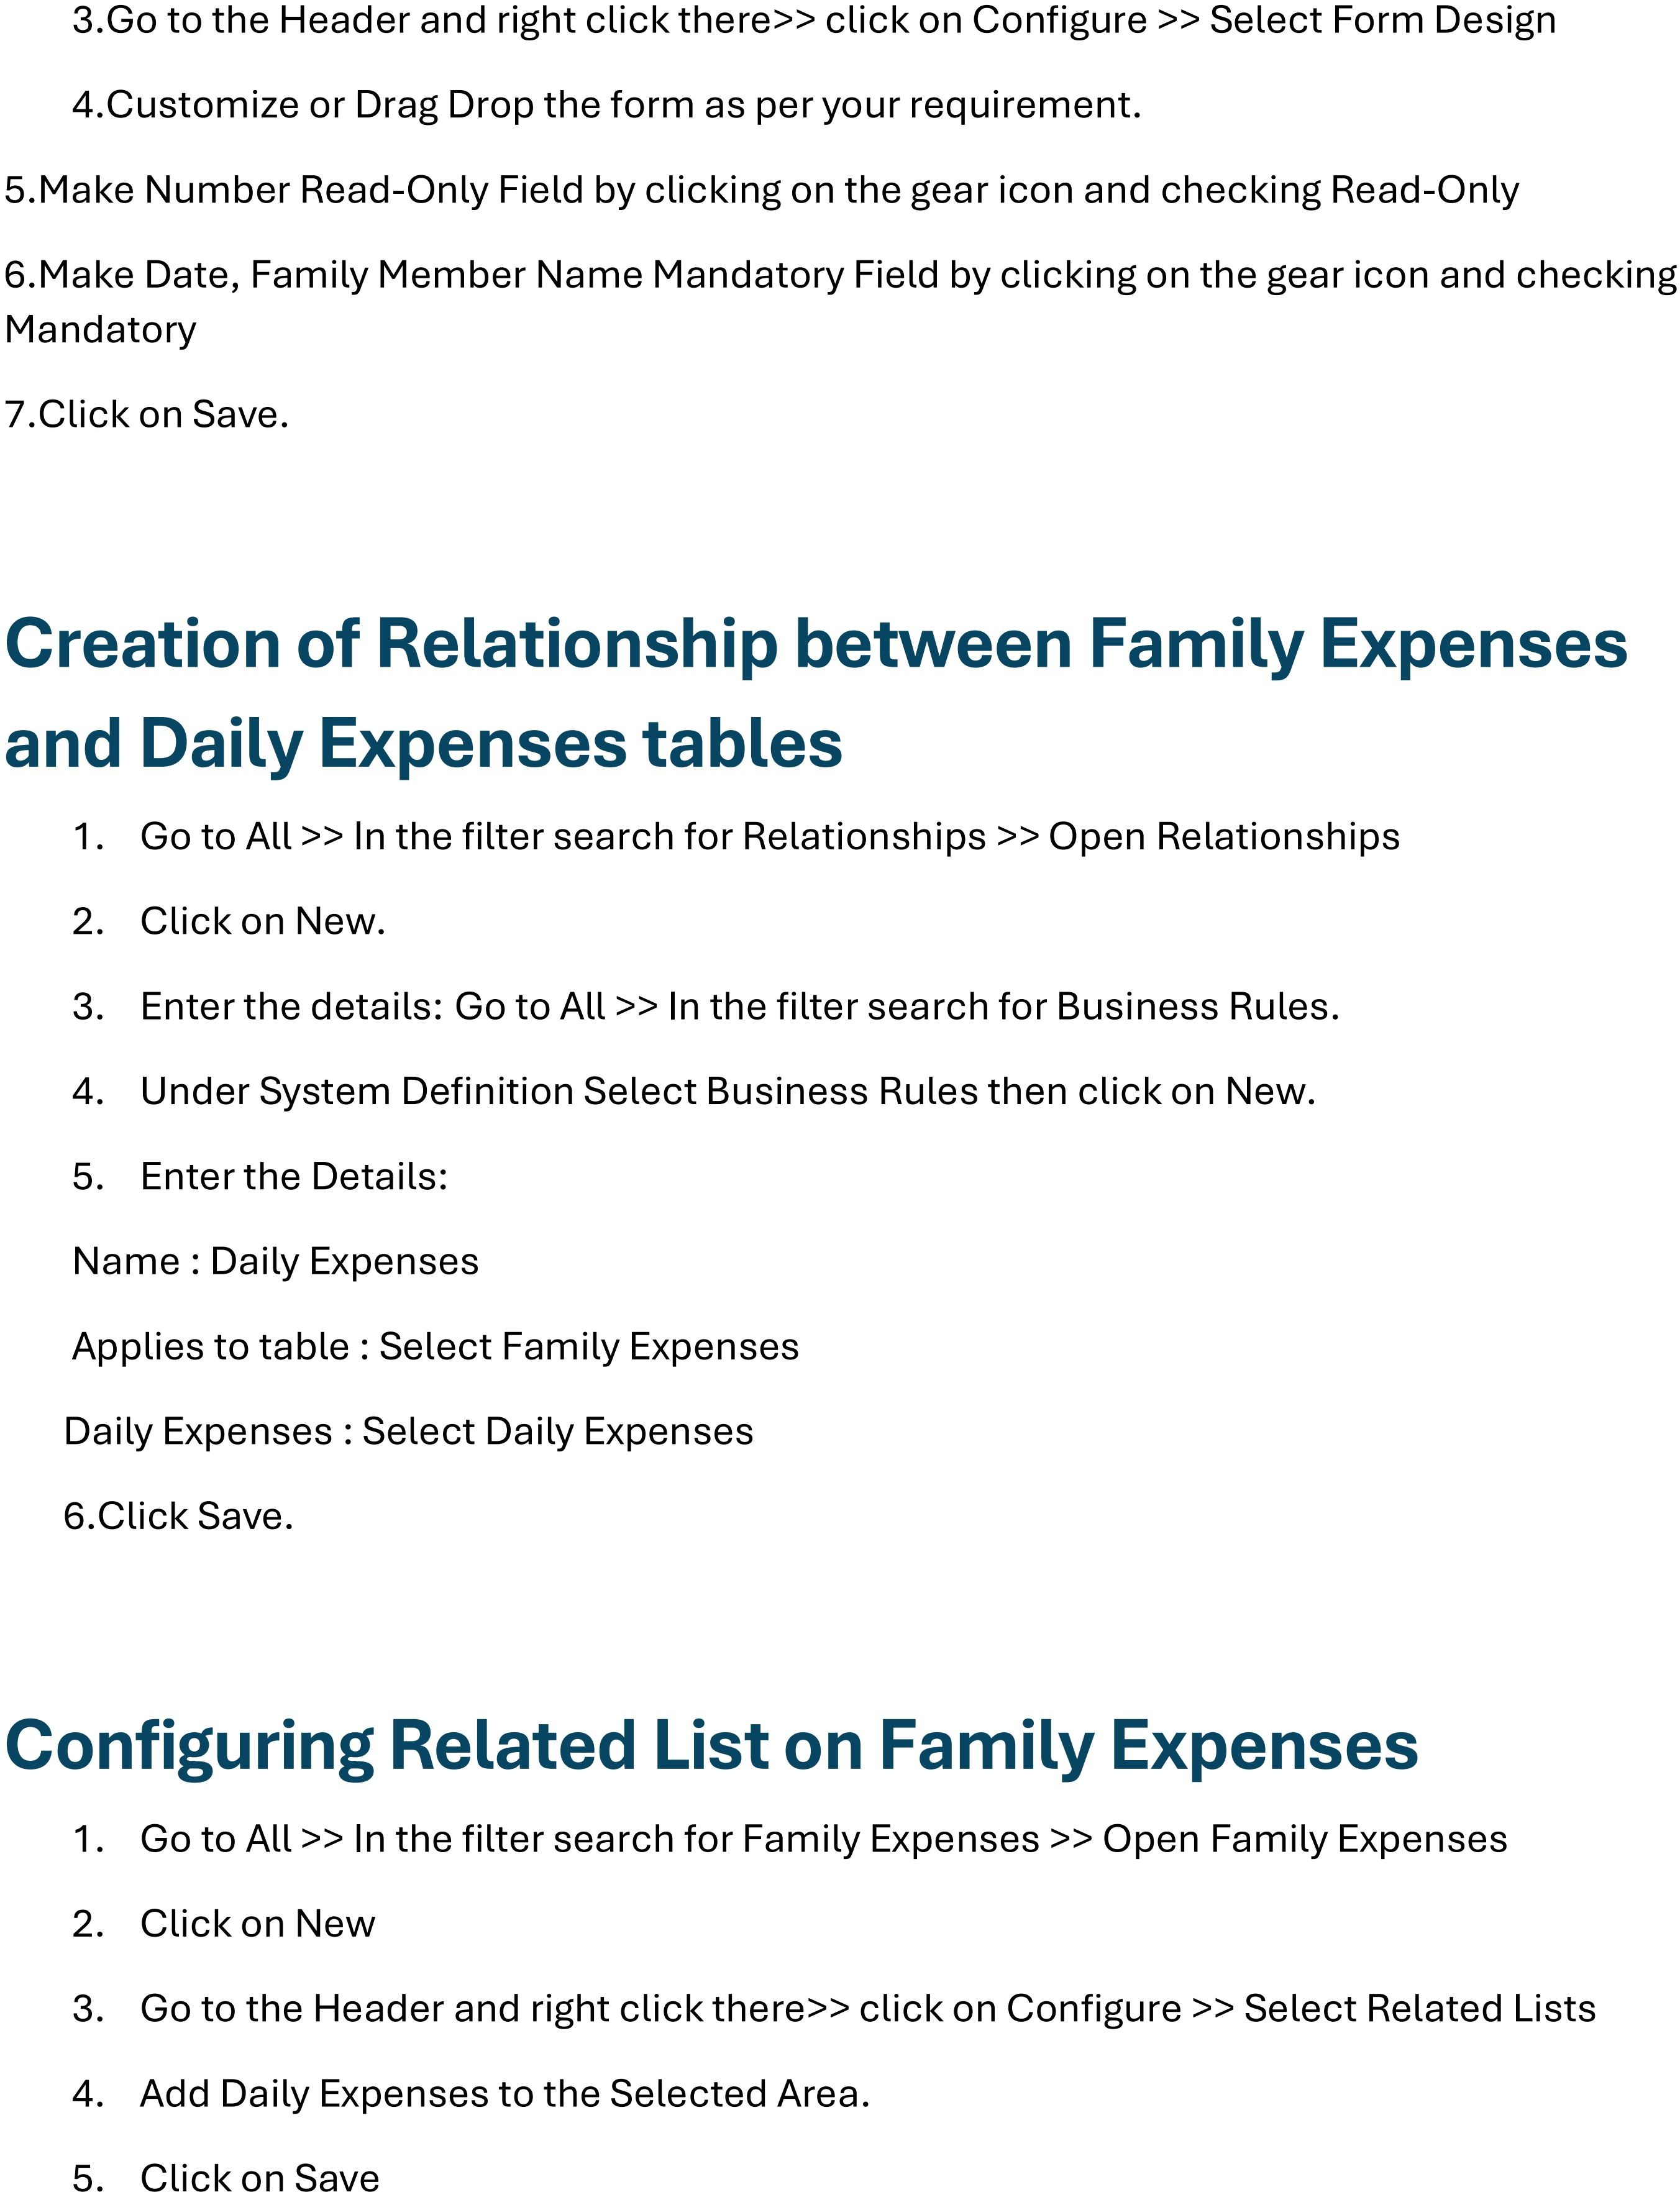 3.Go to the Header and right click there>> click on Configure >> Select Form Design
4.Customize or Drag Drop the form as per your requirement.
5.Make Number Read-Only Field by clicking on the gear icon and checking Read-Only
6.Make Date, Family Member Name Mandatory Field by clicking on the gear icon and checking
Mandatory
7.Click on Save.
Creation of Relationship between Family Expenses
and Daily Expenses tables
1. Go to All >> In the filter search for Relationships >> Open Relationships
2. Click on New.
3. Enter the details: Go to All >> In the filter search for Business Rules.
4. Under System Definition Select Business Rules then click on New.
5. Enter the Details:
Name : Daily Expenses
Applies to table : Select Family Expenses
Daily Expenses : Select Daily Expenses
6.Click Save.
Configuring Related List on Family Expenses
1. Go to All >> In the filter search for Family Expenses >> Open Family Expenses
2. Click on New
3. Go to the Header and right click there>> click on Configure >> Select Related Lists
4. Add Daily Expenses to the Selected Area.
5. Click on Save